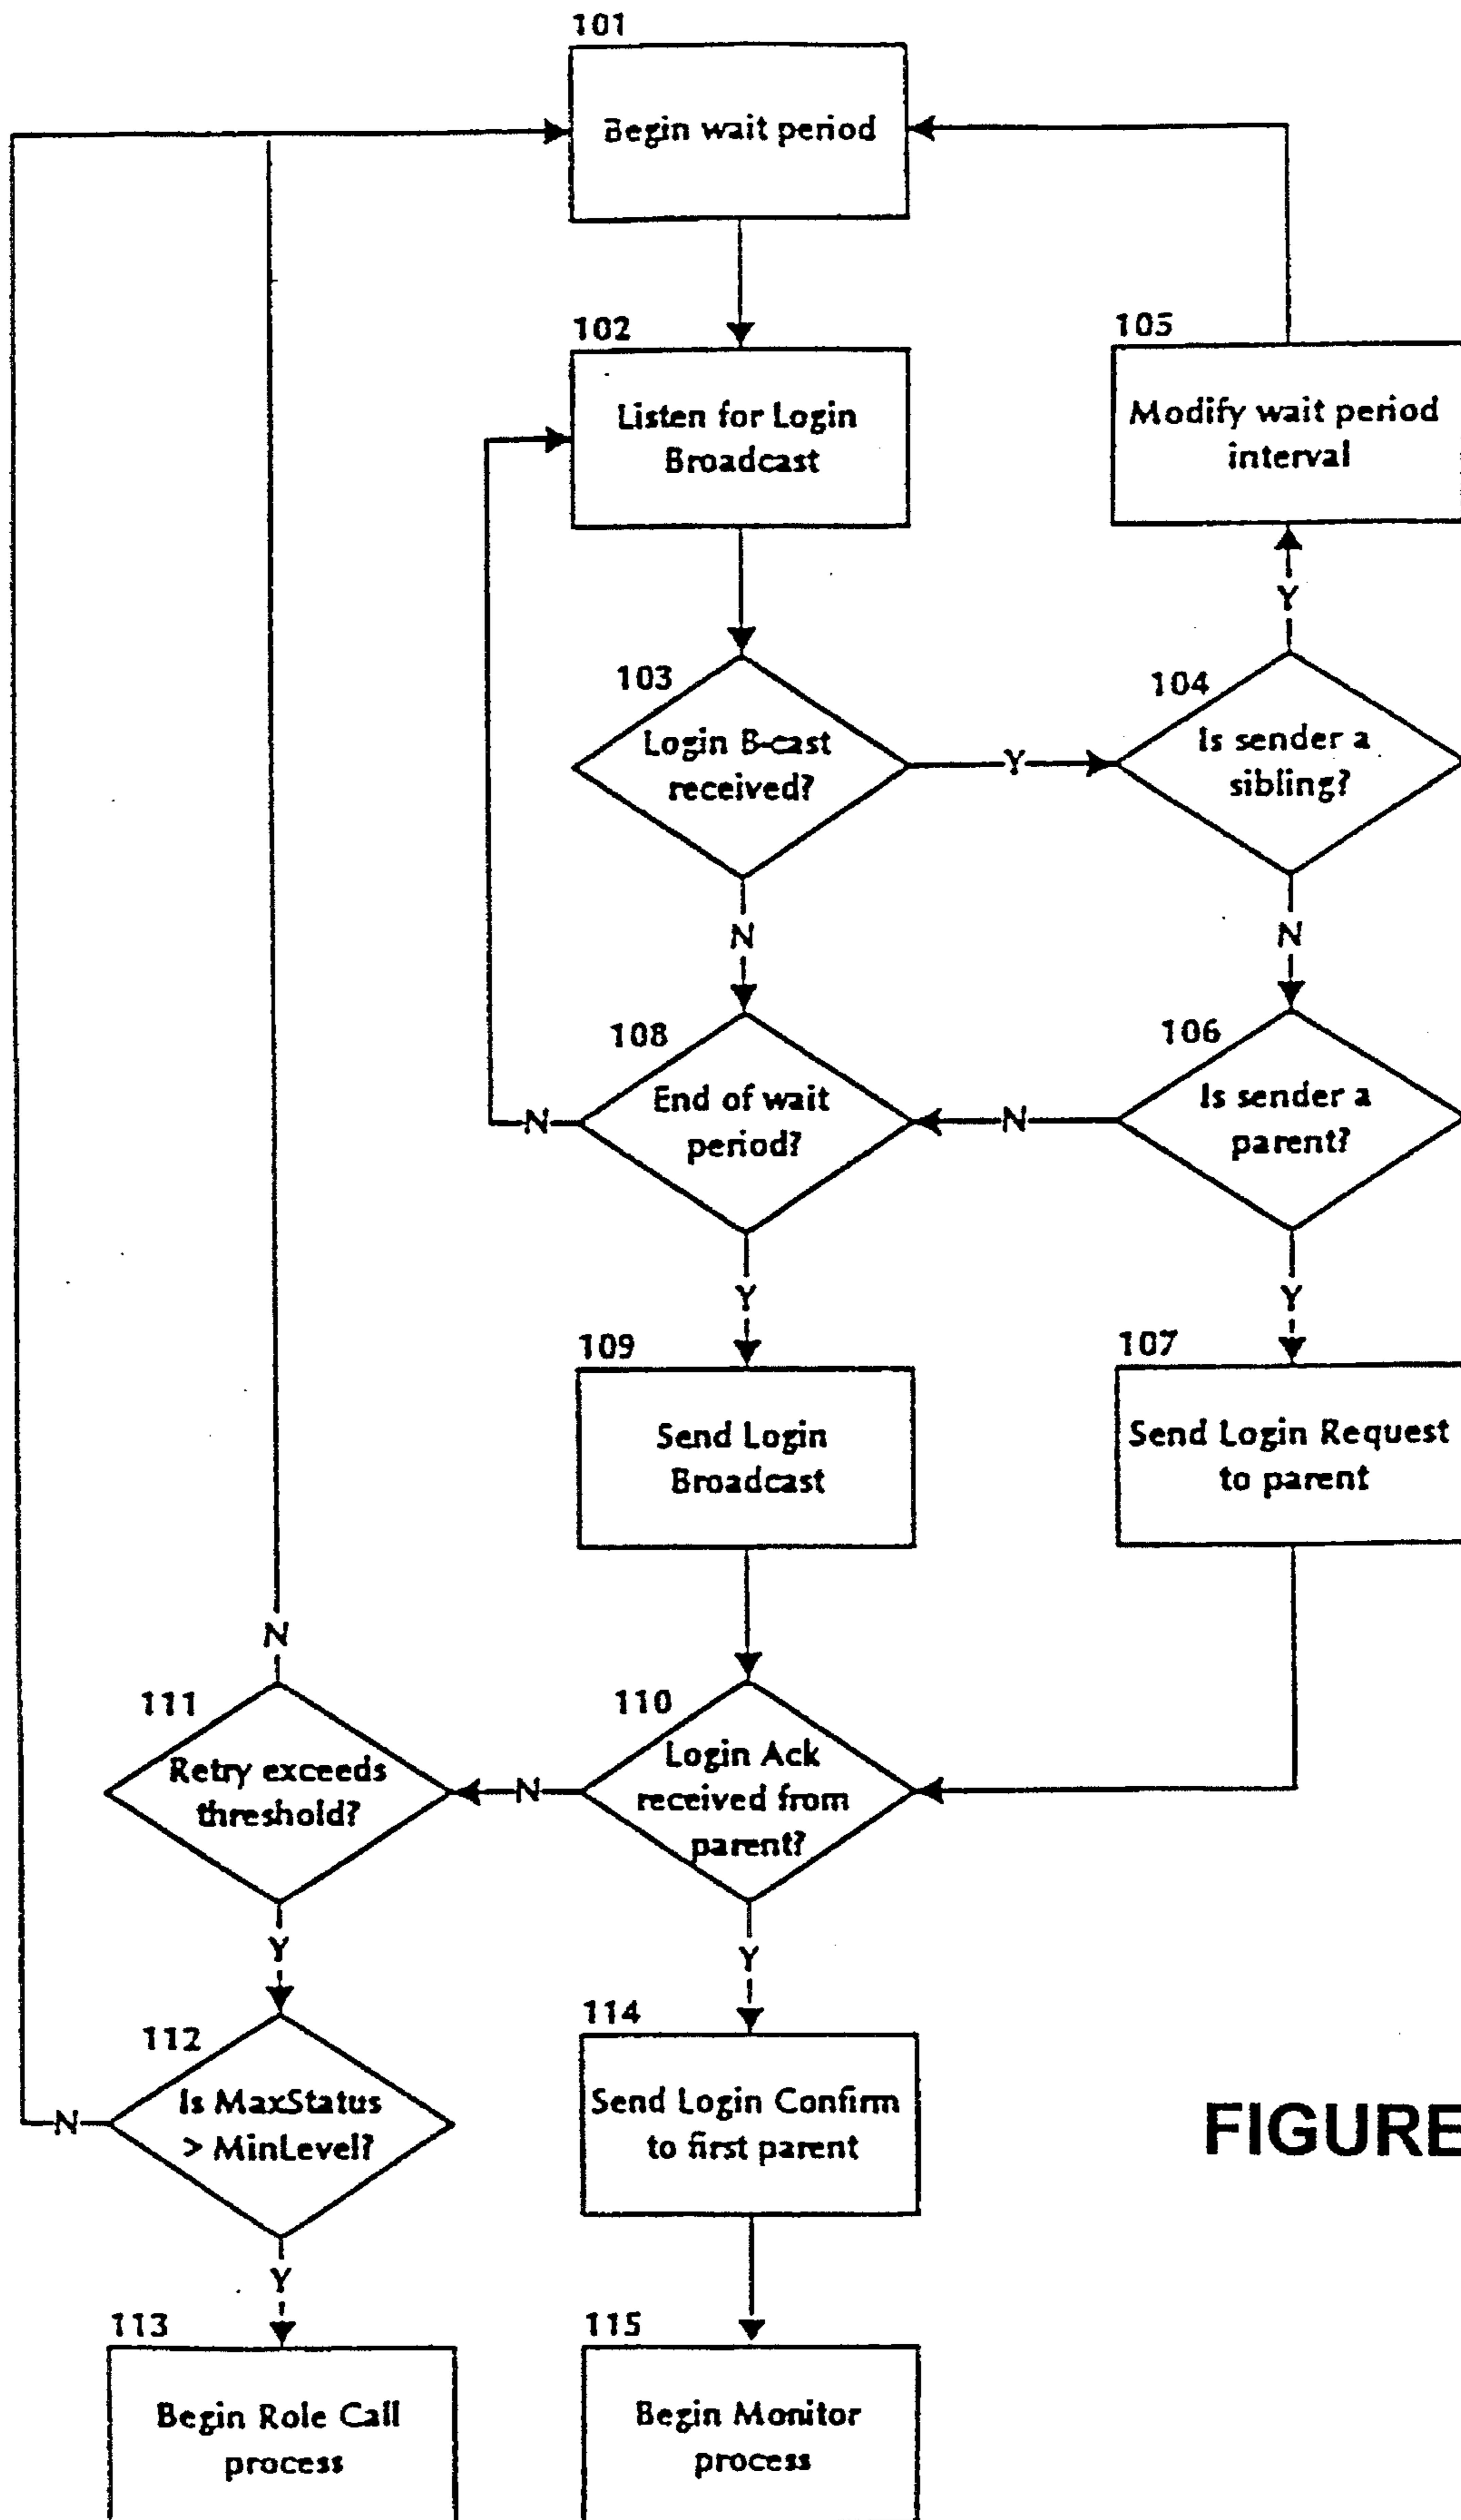 101
Begin wait period
102
Listen for Login
Broadcast
105
Modify wait period
interval
Y
103
Login B-cast
received?
Y
104
Is sender a
sibling?
N
N
108
End of wait
period?
N
N
106
Is sender a
parent?
Y
Y
109
Send Login
Broadcast
107
Send Login Request
to parent
N
111
Retry exceeds
threshold?
N
110
Login Ack
received from
parent?
Y
Y
112
Is MaxStatus
> MinLevel?
N
114
Send Login Confirm
to first parent
FIGURE
Y
113
Begin Role Call
process
115
Begin Monitor
process